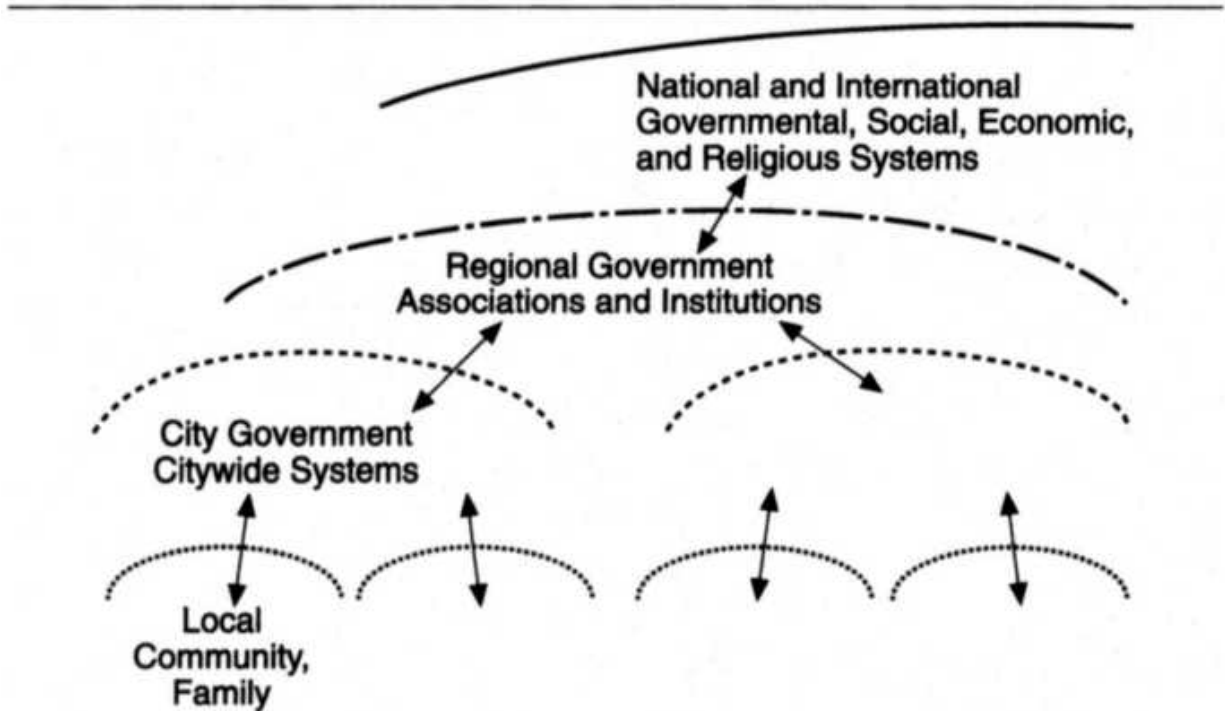 National and International
Governmental, Social, Economic,
and Religious Systems
Regional Government
Associations and Institutions
City Government
Citywide Systems
Local
Community,
Family